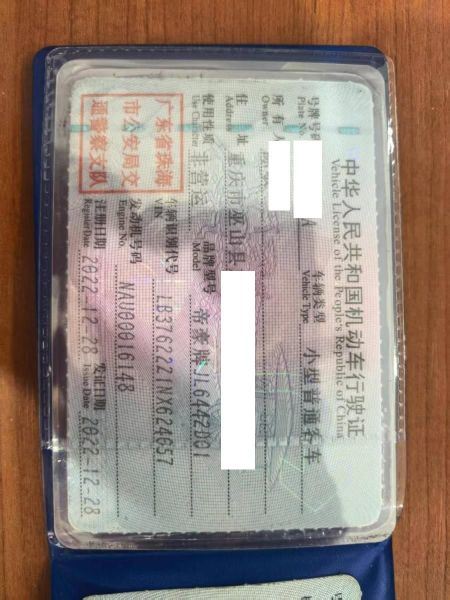 中华人民共和国机动车行驶证
Vehicle License of the People's Republic of China
号牌号码
Plate No.
A
车辆类型
Vehicle Type
小型普通客车
所有人
Owner
住址
Address
重庆市巫山县
使用性质
Use Character
非营运
品牌型号
Model
帝豪牌JL6442D01
广东省珠海
市公安局交
通警察支队
车辆识别代号
VIN
LB37622Z1NX624657
发动机号码
Engine No.
NAU00016148
注册日期
Register Date
2022-12-28
发证日期
Issue Date
2022-12-28